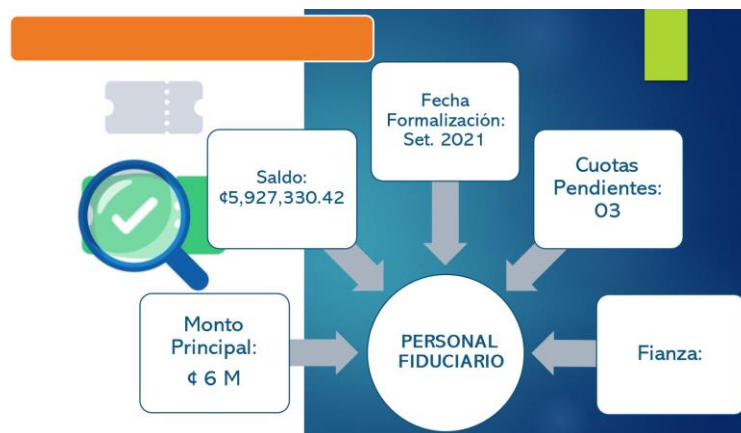 Fecha
Formalización:
Set. 2021
Saldo:
¢5,927,330.42
Cuotas
Pendientes:
03
Monto
Principal:
¢ 6 M
PERSONAL
FIDUCIARIO
Fianza: